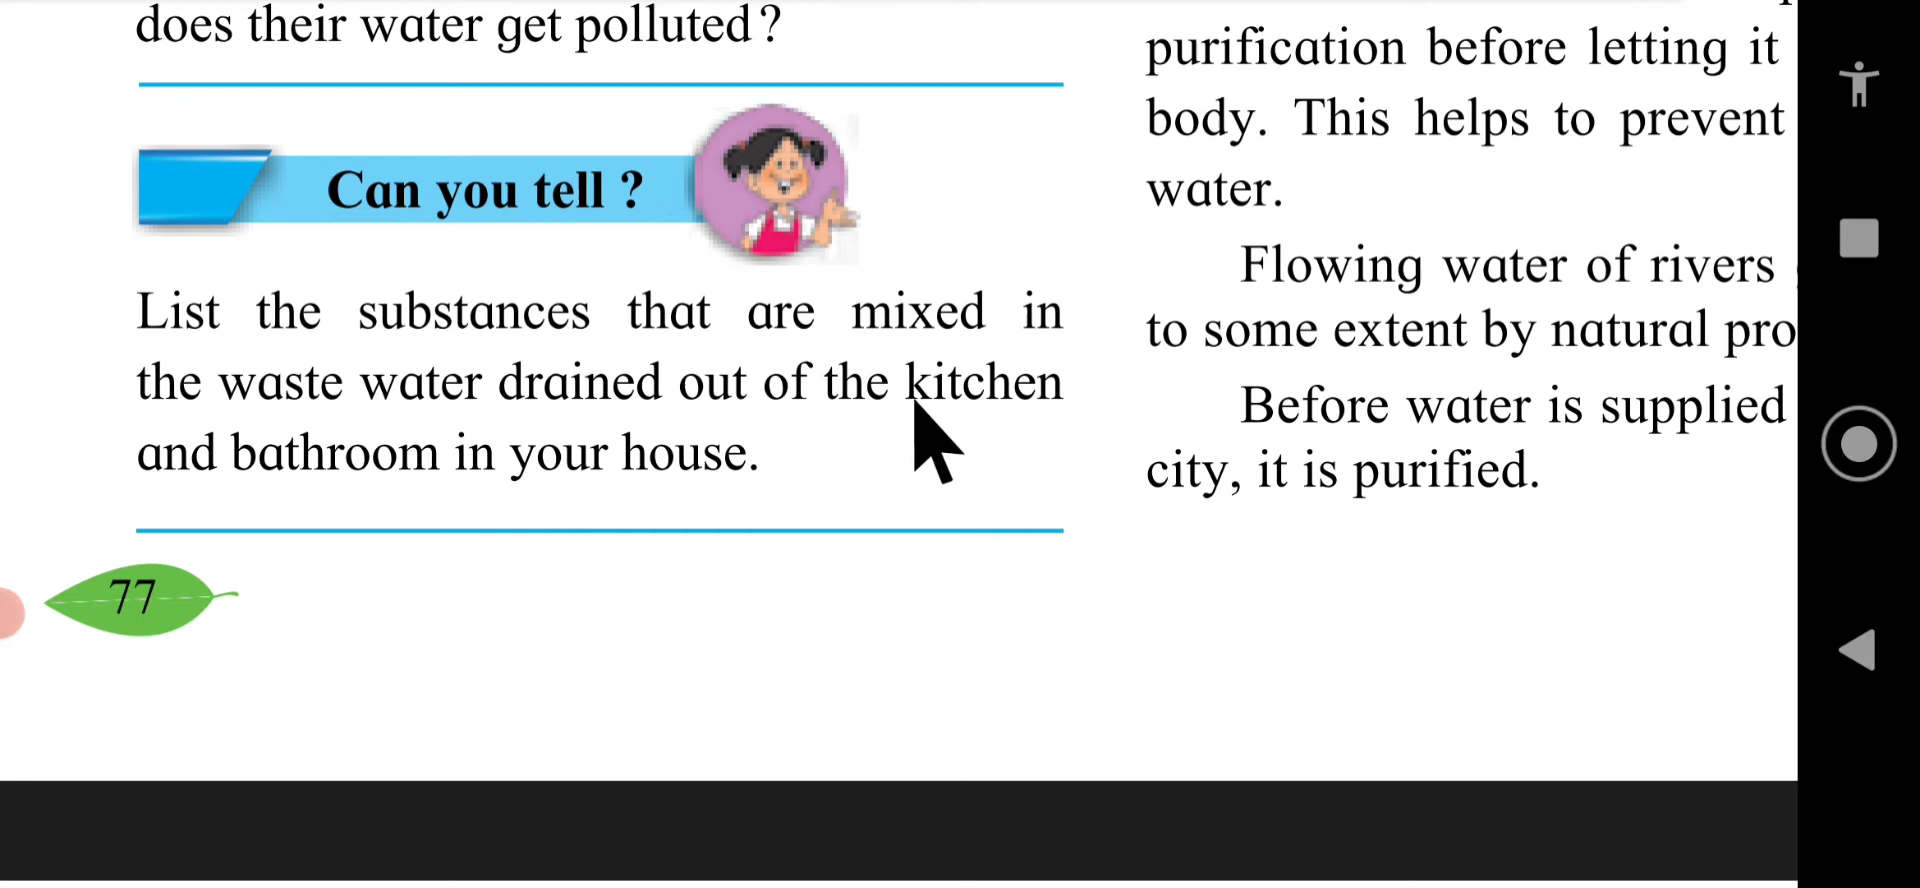 does their water get polluted?
Can you tell ?
List the substances that are mixed in
the waste water drained out of the kitchen
and bathroom in your house.
77
purification before letting it
body. This helps to prevent
water.
Flowing water of rivers
to some extent by natural pro
Before water is supplied
city, it is purified.